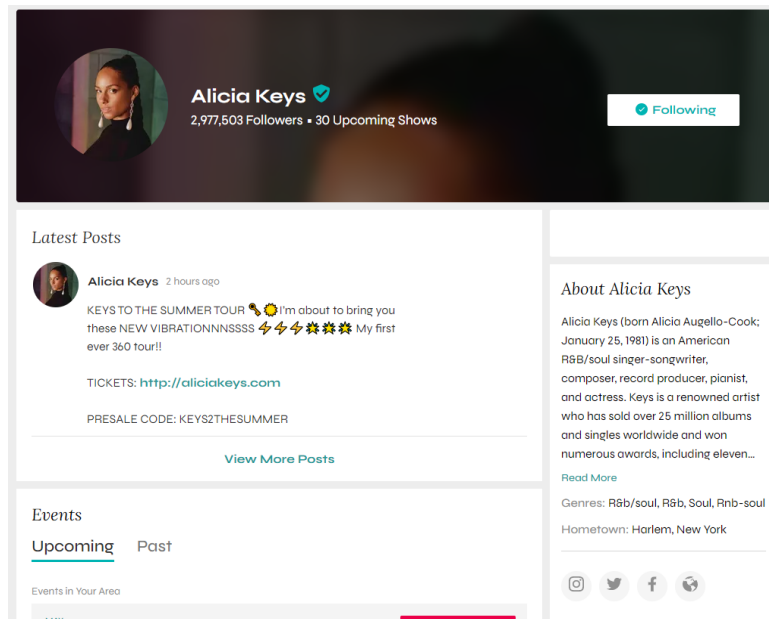 Alicia Keys
2,977,503 Followers • 30 Upcoming Shows
Following
Latest Posts
Alicia Keys 2 hours ago
KEYS TO THE SUMMER TOUR 🗝️☀️I'm about to bring you
these NEW VIBRATIONNNSSSS ⚡⚡⚡💥💥💥 My first
ever 360 tour!!
TICKETS: http://aliciakeys.com
PRESALE CODE: KEYS2THESUMMER
View More Posts
Events
Upcoming Past
Events in Your Area
About Alicia Keys
Alicia Keys (born Alicia Augello-Cook;
January 25, 1981) is an American
R&B/soul singer-songwriter,
composer, record producer, pianist,
and actress. Keys is a renowned artist
who has sold over 25 million albums
and singles worldwide and won
numerous awards, including eleven...
Read More
Genres: R&b/soul, R&b, Soul, Rnb-soul
Hometown: Harlem, New York